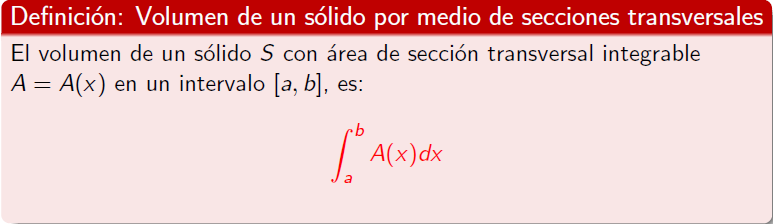 Definición: Volumen de un sólido por medio de secciones transversales
El volumen de un sólido S con área de sección transversal integrable
A = A(x) en un intervalo [a, b], es:
∫_a^b A(x)dx